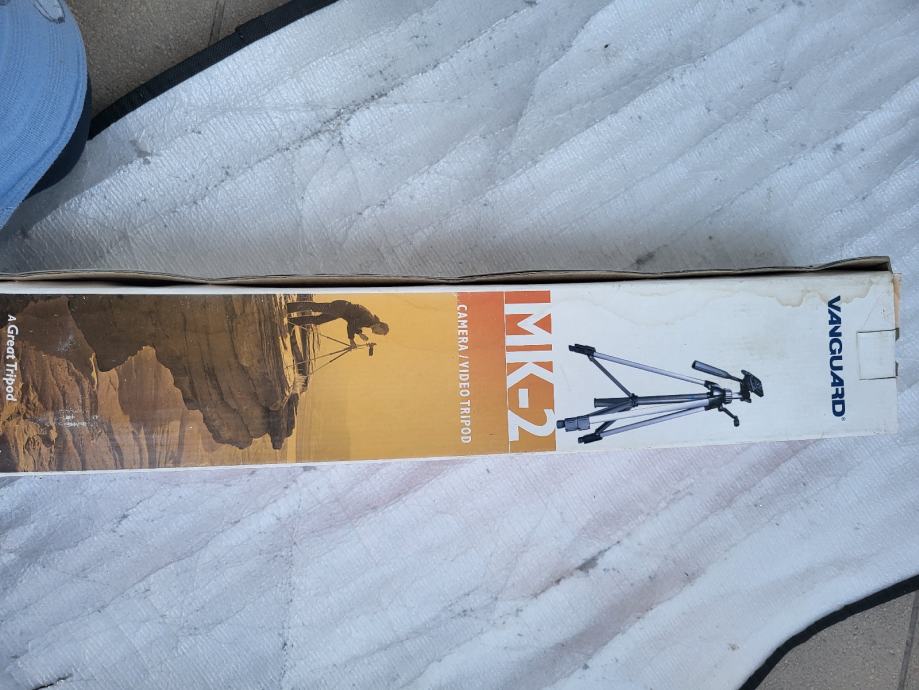 VANGUARD®
MK-2
CAMERA / VIDEO TRIPOD
A Great Tripod